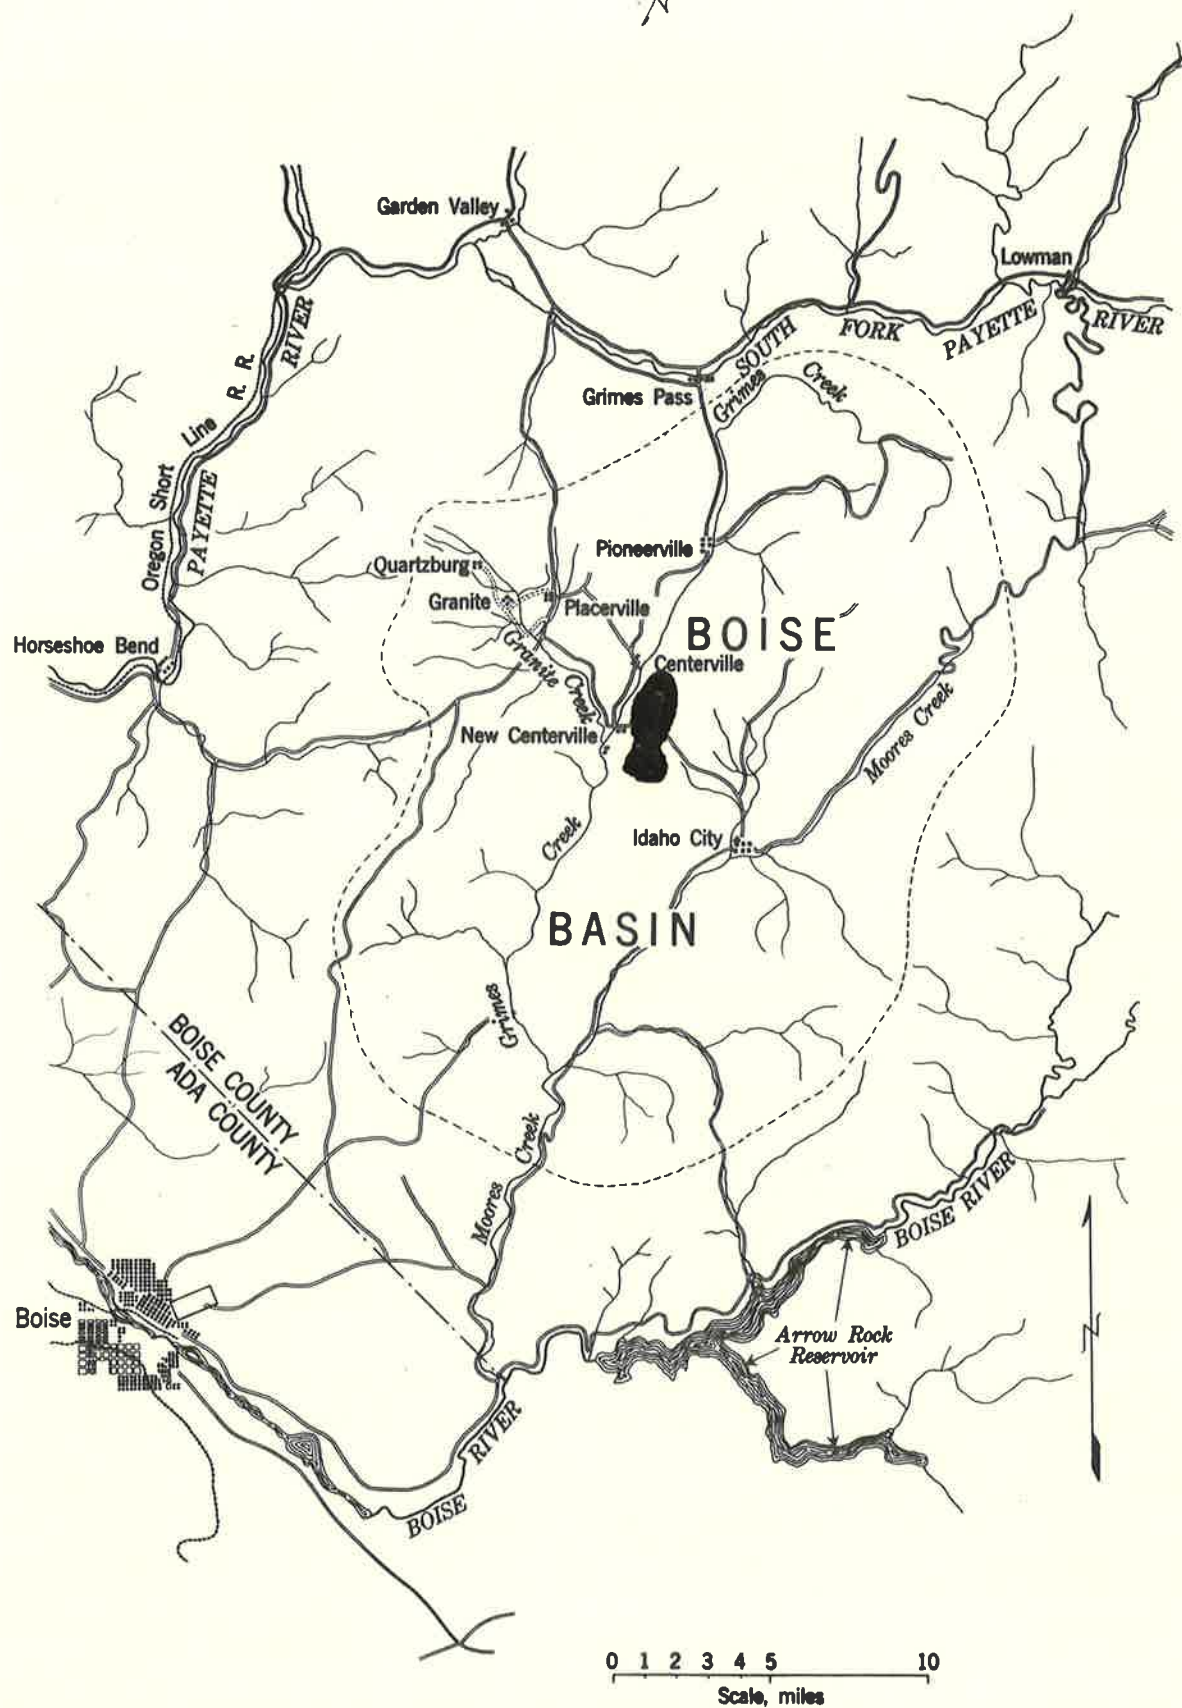 N
Garden Valley
Lowman
RIVER
R. R.
SOUTH
FORK
PAYETTE
RIVER
Grimes Pass
Grimes
Creek
Line
Oregon Short
PAYETTE
Pioneerville
Quartzburg
Granite
Placerville
BOISE
Horseshoe Bend
Granite
Creek
Centerville
New Centerville
Moores Creek
Creek
Idaho City
BASIN
Grimes
BOISE COUNTY
ADA COUNTY
Creek
Moores
BOISE RIVER
Boise
Arrow Rock
Reservoir
RIVER
BOISE
0 1 2 3 4 5 10
Scale, miles